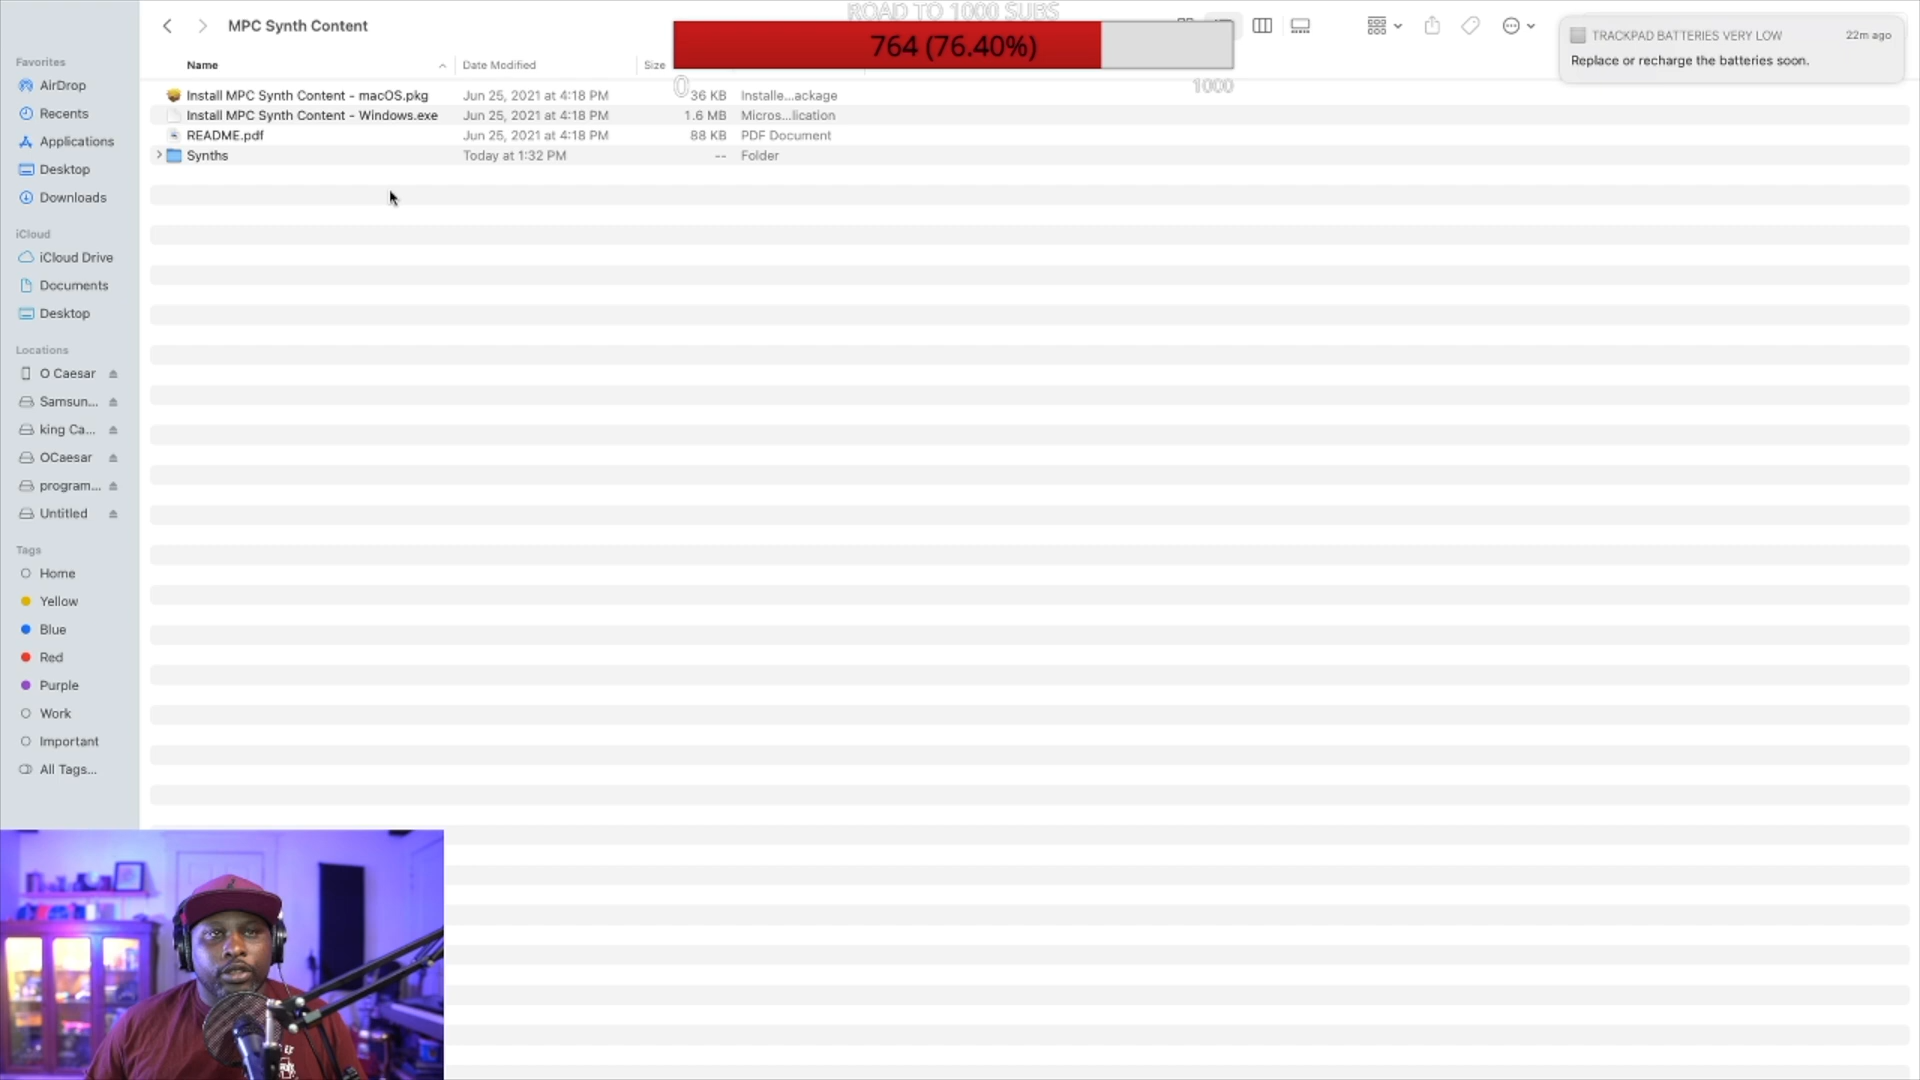 ROAD TO 1000 SUBS
MPC Synth Content
764 (76.40%)
0
1000
TRACKPAD BATTERIES VERY LOW
22m ago
Replace or recharge the batteries soon.
Name
Date Modified
Size
Install MPC Synth Content - macOS.pkg
Jun 25, 2021 at 4:18 PM
36 KB
Installe...ackage
Install MPC Synth Content - Windows.exe
Jun 25, 2021 at 4:18 PM
1.6 MB
Micros...lication
README.pdf
Jun 25, 2021 at 4:18 PM
88 KB
PDF Document
Synths
Today at 1:32 PM
--
Folder
Favorites
AirDrop
Recents
Applications
Desktop
Downloads
iCloud
iCloud Drive
Documents
Desktop
Locations
O Caesar
Samsun...
king Ca...
OCaesar
program...
Untitled
Tags
Home
Yellow
Blue
Red
Purple
Work
Important
All Tags...